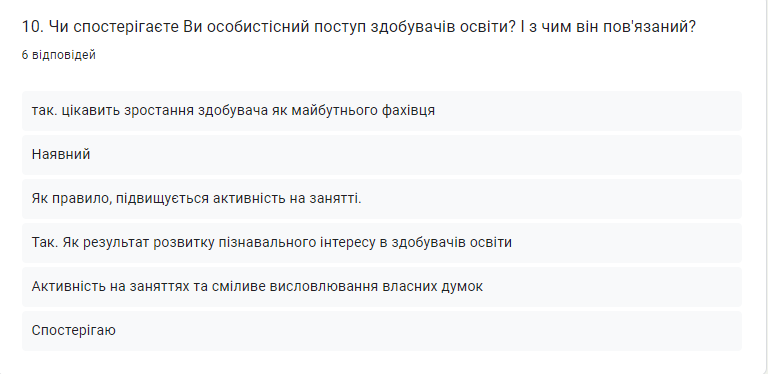 10. Чи спостерігаєте Ви особистісний поступ здобувачів освіти? І з чим він пов'язаний?
6 відповідей
так. цікавить зростання здобувача як майбутнього фахівця
Наявний
Як правило, підвищується активність на занятті.
Так. Як результат розвитку пізнавального інтересу в здобувачів освіти
Активність на заняттях та сміливе висловлювання власних думок
Спостерігаю